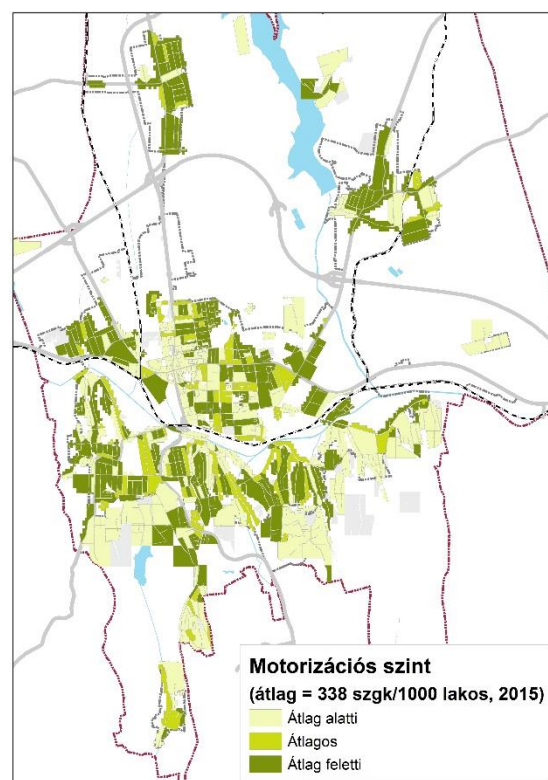 Motorizációs szint
(átlag = 338 szgk/1000 lakos, 2015)
Átlag alatti
Átlagos
Átlag feletti